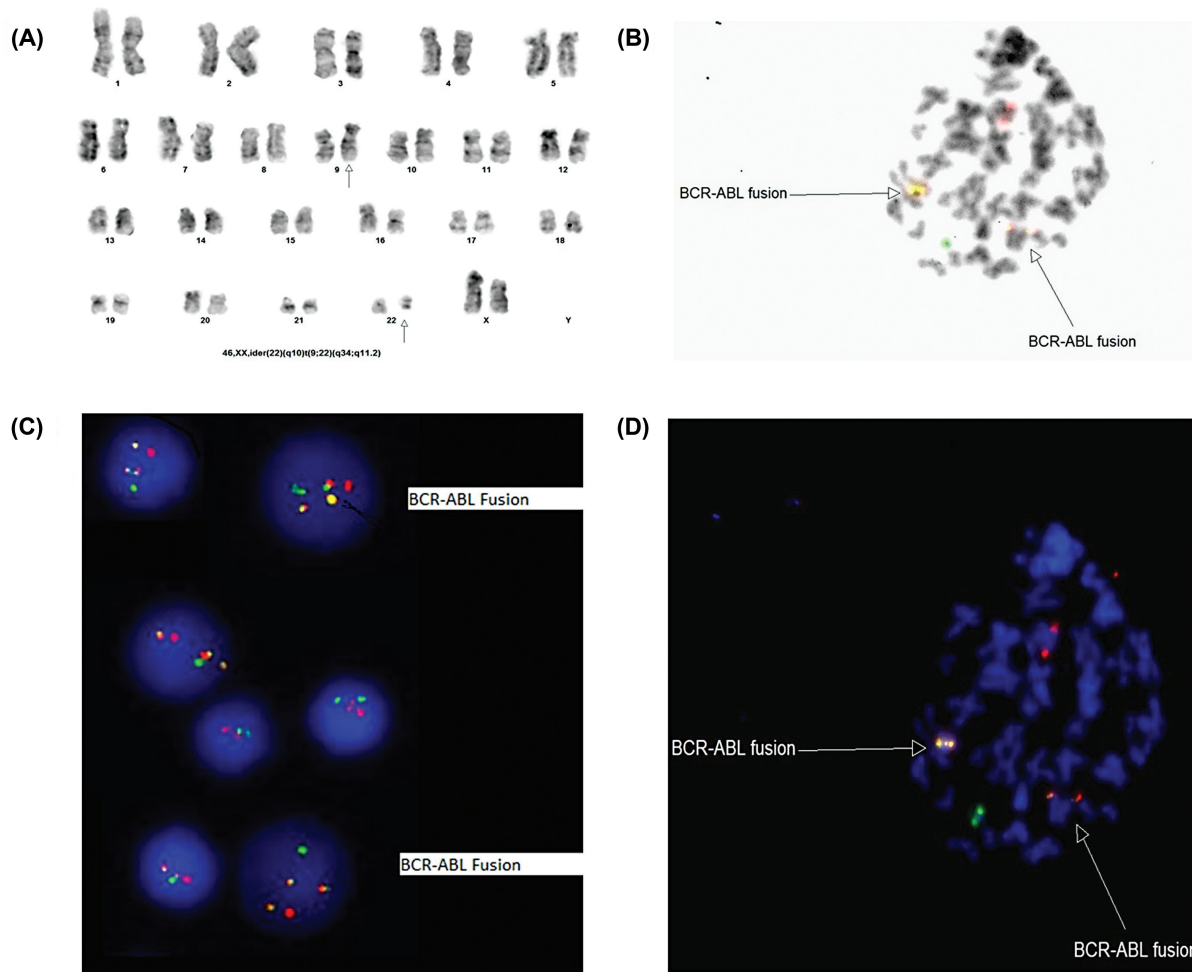 (A)
1 2 3 4 5
6 7 8 9 10 11 12
13 14 15 16 17 18
19 20 21 22 X Y
46,XX,ider(22)(q10)t(9;22)(q34;q11.2)
(B)
BCR-ABL fusion
BCR-ABL fusion
(C)
BCR-ABL Fusion
BCR-ABL Fusion
(D)
BCR-ABL fusion
BCR-ABL fusion